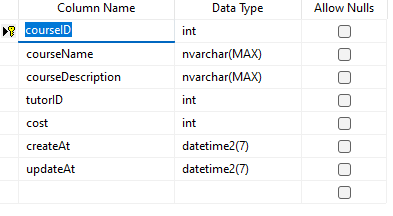 Column Name Data Type Allow Nulls
courseID int
courseName nvarchar(MAX)
courseDescription nvarchar(MAX)
tutorID int
cost int
createAt datetime2(7)
updateAt datetime2(7)